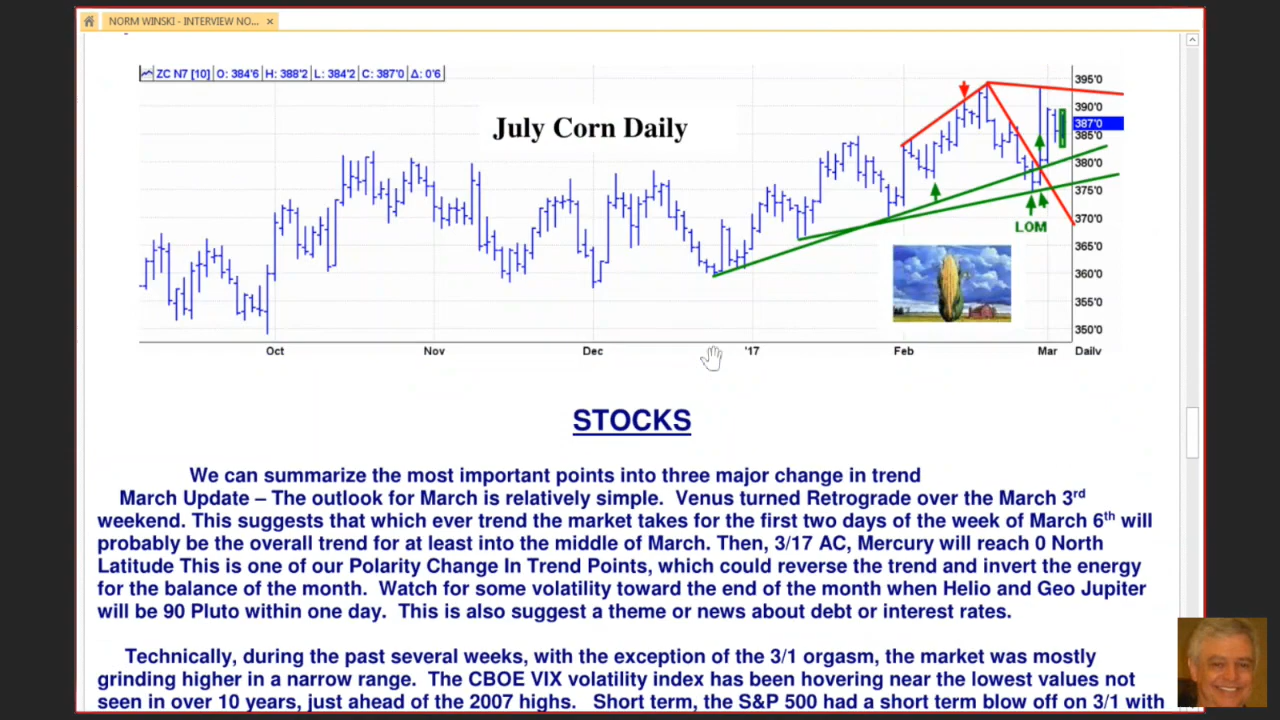 NORM WINSKI - INTERVIEW NO... ×
ZC N7 [10] O: 384'6 H: 388'2 L: 384'2 C: 387'0 Δ: 0'6
July Corn Daily
395'0
390'0
387'0
385'0
380'0
375'0
370'0
365'0
360'0
355'0
350'0
LOM
Oct Nov Dec '17 Feb Mar Daily
STOCKS
We can summarize the most important points into three major change in trend
March Update – The outlook for March is relatively simple. Venus turned Retrograde over the March 3rd
weekend. This suggests that which ever trend the market takes for the first two days of the week of March 6th will
probably be the overall trend for at least into the middle of March. Then, 3/17 AC, Mercury will reach 0 North
Latitude This is one of our Polarity Change In Trend Points, which could reverse the trend and invert the energy
for the balance of the month. Watch for some volatility toward the end of the month when Helio and Geo Jupiter
will be 90 Pluto within one day. This is also suggest a theme or news about debt or interest rates.
Technically, during the past several weeks, with the exception of the 3/1 orgasm, the market was mostly
grinding higher in a narrow range. The CBOE VIX volatility index has been hovering near the lowest values not
seen in over 10 years, just ahead of the 2007 highs. Short term, the S&P 500 had a short term blow off on 3/1 with